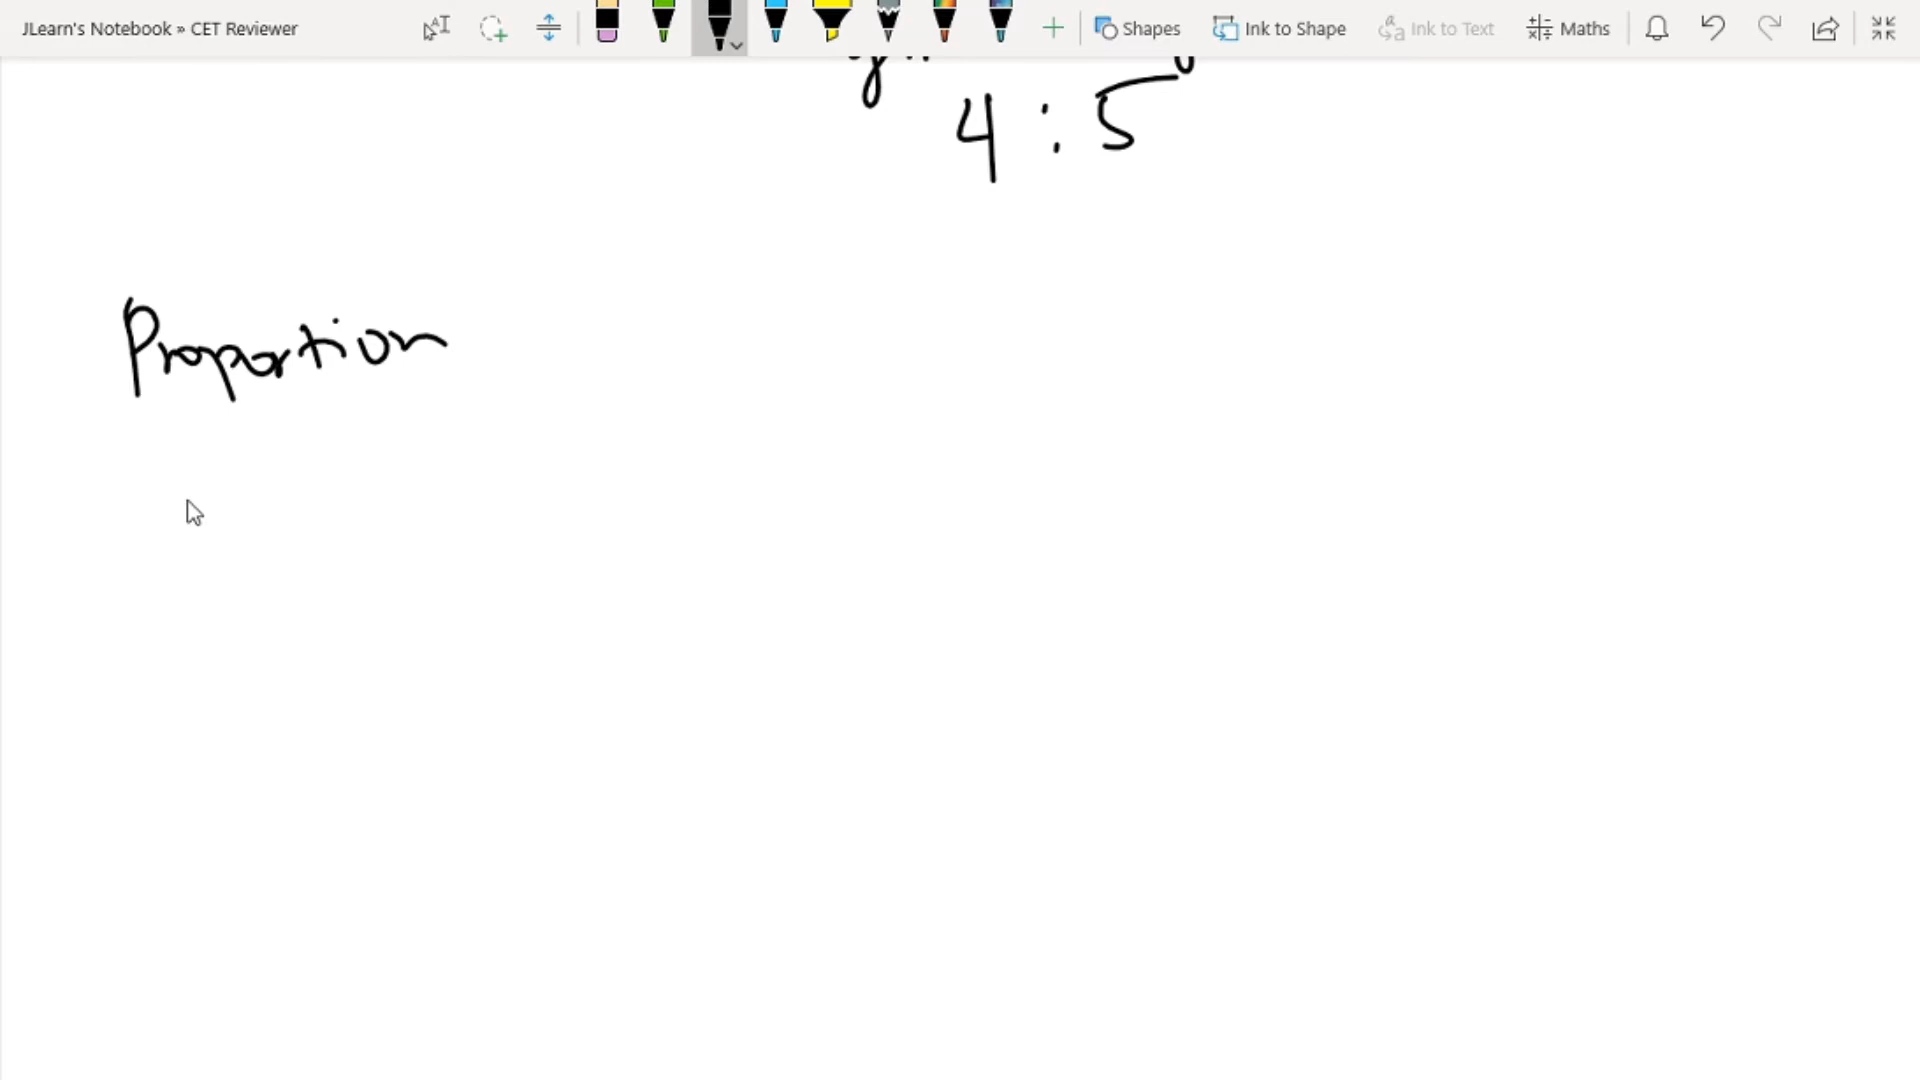 JLearn's Notebook » CET Reviewer Shapes Ink to Shape Ink to Text Maths
4 : 5
Proportion